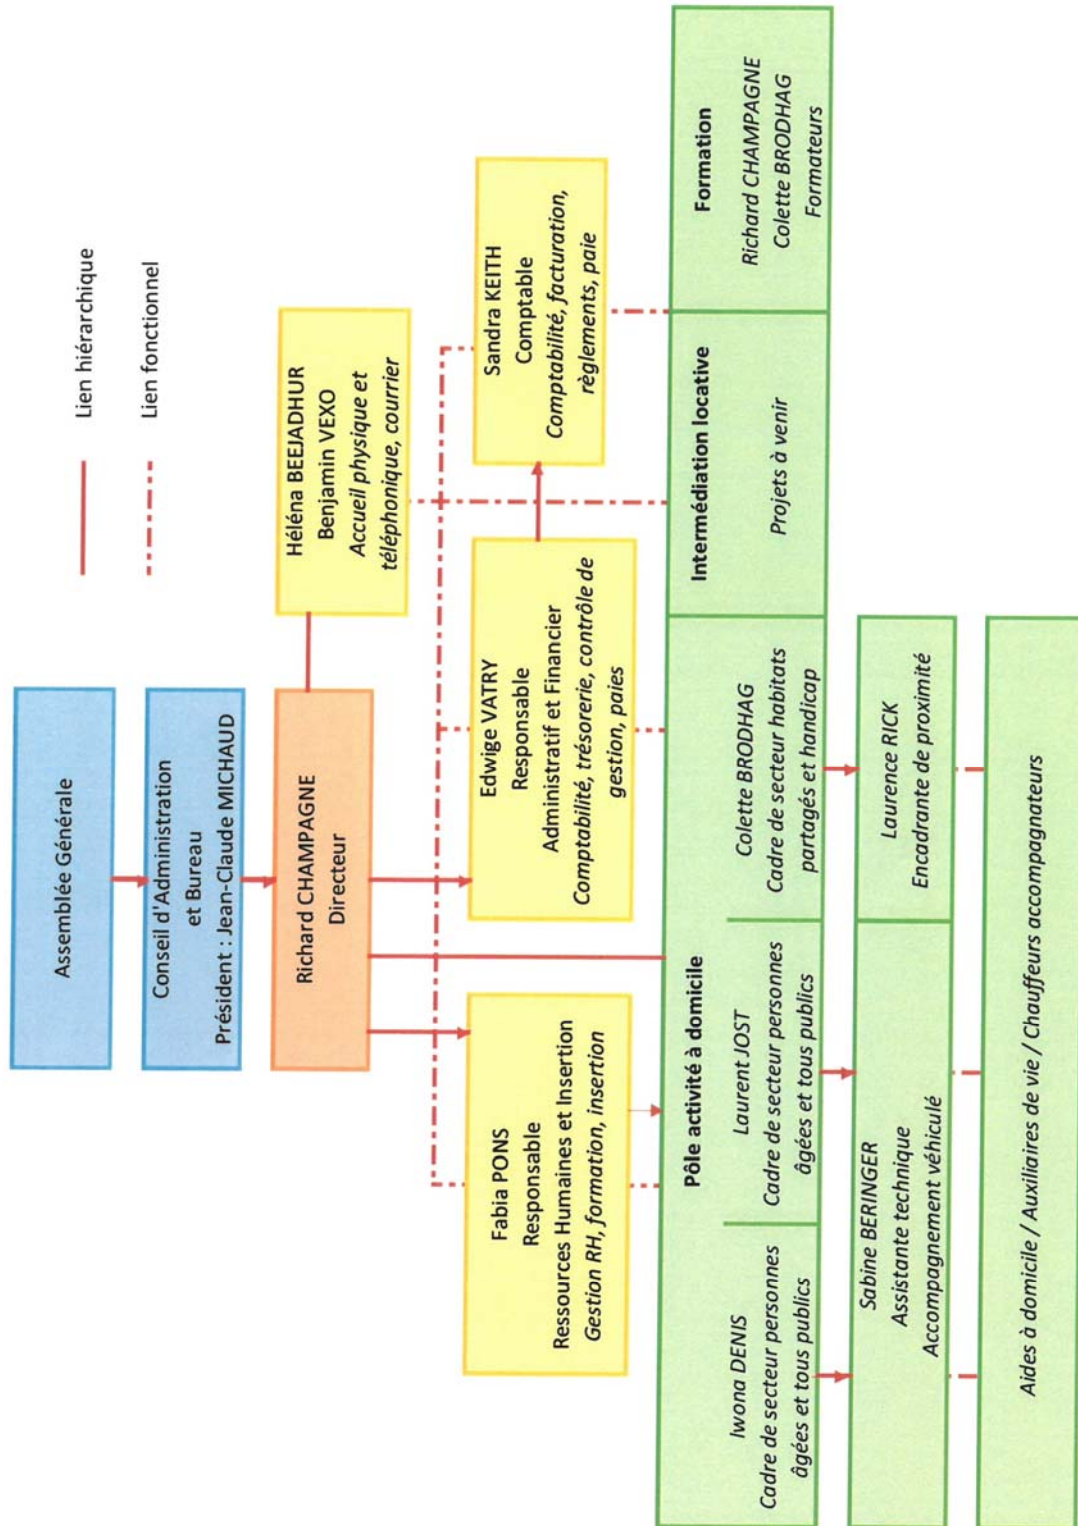 Assemblée Générale
Conseil d'Administration
et Bureau
Président : Jean-Claude MICHAUD
Richard CHAMPAGNE
Directeur
Lien hiérarchique
Lien fonctionnel
Héléna BEEJADHUR
Benjamin VEXO
Accueil physique et
téléphonique, courrier
Fabia PONS
Responsable
Ressources Humaines et Insertion
Gestion RH, formation, insertion
Edwige VATRY
Responsable
Administratif et Financier
Comptabilité, trésorerie, contrôle de
gestion, paies
Sandra KEITH
Comptable
Comptabilité, facturation,
règlements, paie
Pôle activité à domicile
Iwona DENIS
Cadre de secteur personnes
âgées et tous publics
Laurent JOST
Cadre de secteur personnes
âgées et tous publics
Colette BRODHAG
Cadre de secteur habitats
partagés et handicap
Intermédiation locative
Projets à venir
Formation
Richard CHAMPAGNE
Colette BRODHAG
Formateurs
Sabine BERINGER
Assistante technique
Accompagnement véhiculé
Laurence RICK
Encadrante de proximité
Aides à domicile / Auxiliaires de vie / Chauffeurs accompagnateurs